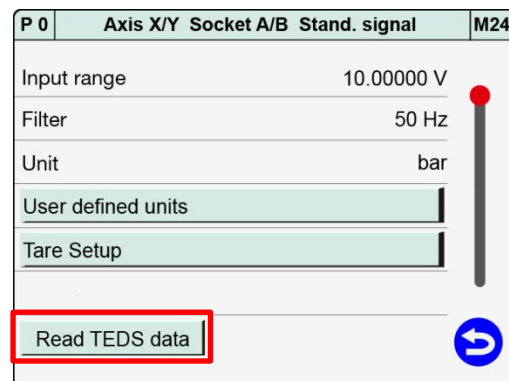 P 0 Axis X/Y Socket A/B Stand. signal M24
Input range 10.00000 V
Filter 50 Hz
Unit bar
User defined units
Tare Setup
Read TEDS data